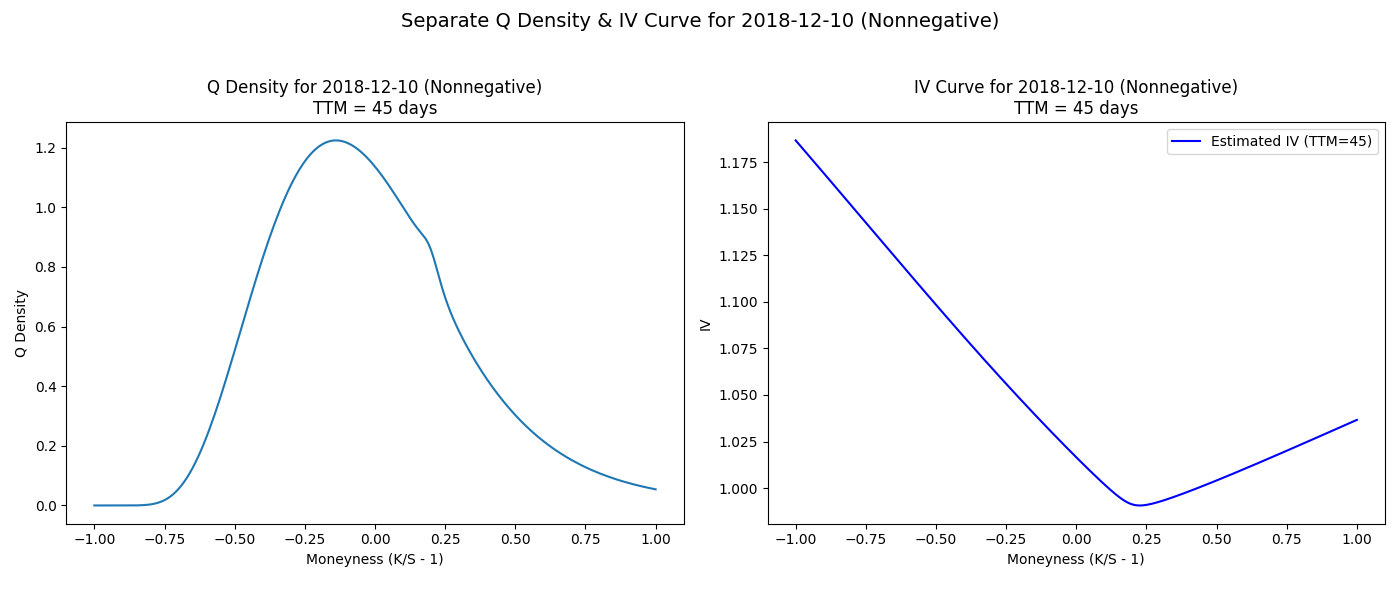 Separate Q Density & IV Curve for 2018-12-10 (Nonnegative)
Q Density for 2018-12-10 (Nonnegative)
TTM = 45 days
1.2
1.0
0.8
0.6
0.4
0.2
0.0
Q Density
−1.00 −0.75 −0.50 −0.25 0.00 0.25 0.50 0.75 1.00
Moneyness (K/S - 1)
IV Curve for 2018-12-10 (Nonnegative)
TTM = 45 days
Estimated IV (TTM=45)
1.175
1.150
1.125
1.100
1.075
1.050
1.025
1.000
IV
−1.00 −0.75 −0.50 −0.25 0.00 0.25 0.50 0.75 1.00
Moneyness (K/S - 1)